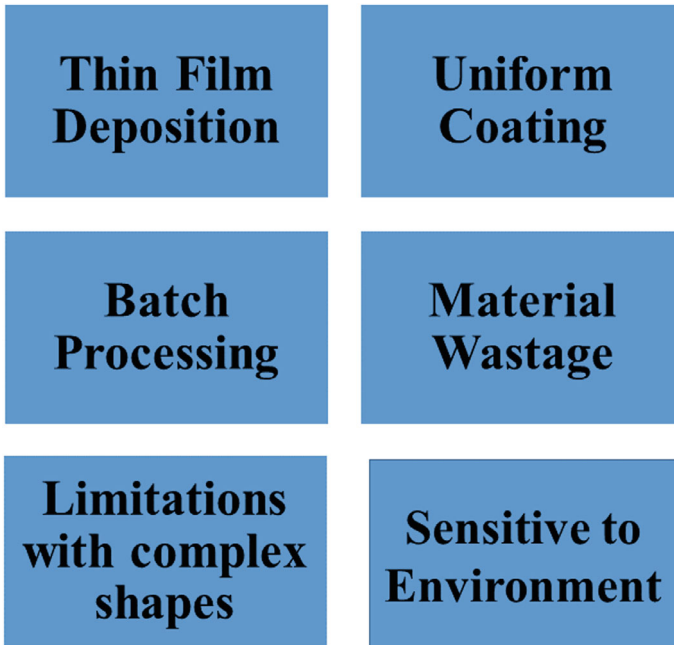 Thin Film
Deposition
Uniform
Coating
Batch
Processing
Material
Wastage
Limitations
with complex
shapes
Sensitive to
Environment